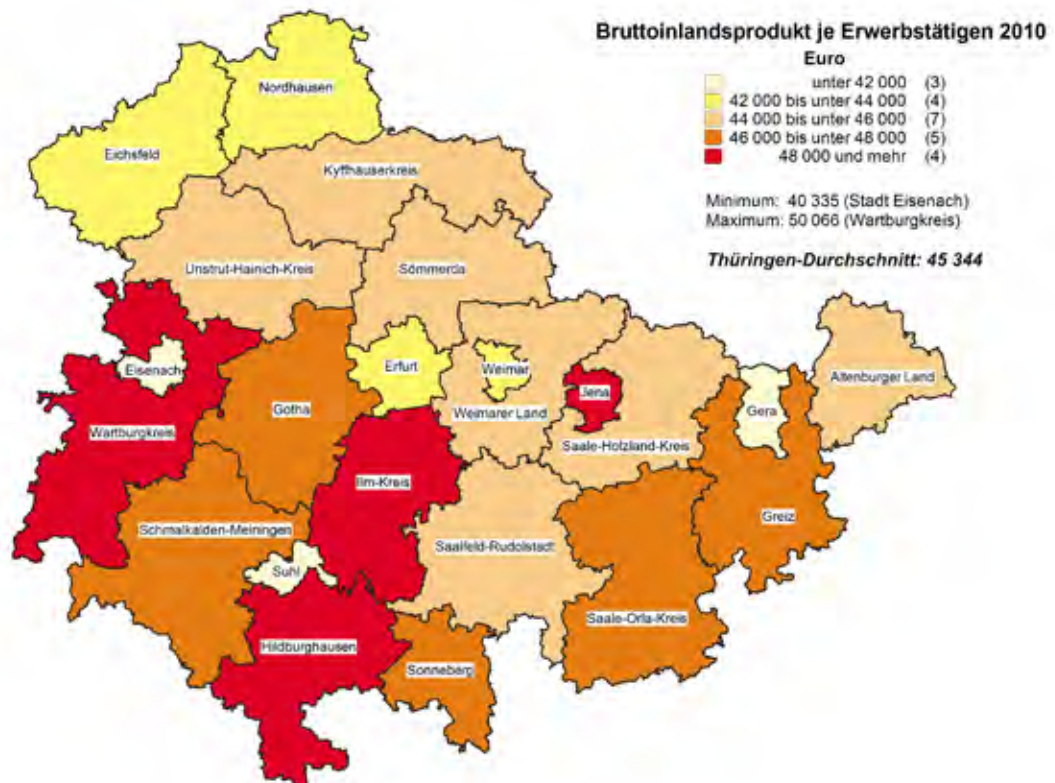 Bruttoinlandsprodukt je Erwerbstätigen 2010
Euro
unter 42 000 (3)
42 000 bis unter 44 000 (4)
44 000 bis unter 46 000 (7)
46 000 bis unter 48 000 (5)
48 000 und mehr (4)
Minimum: 40 335 (Stadt Eisenach)
Maximum: 50 066 (Wartburgkreis)
Thüringen-Durchschnitt: 45 344
Nordhausen
Eichsfeld
Kyffhäuserkreis
Unstrut-Hainich-Kreis
Sömmerda
Eisenach
Erfurt
Weimar
Altenburger Land
Jena
Gotha
Weimarer Land
Gera
Wartburgkreis
Saale-Holzland-Kreis
Ilm-Kreis
Greiz
Schmalkalden-Meiningen
Saalfeld-Rudolstadt
Suhl
Saale-Orla-Kreis
Hildburghausen
Sonneberg